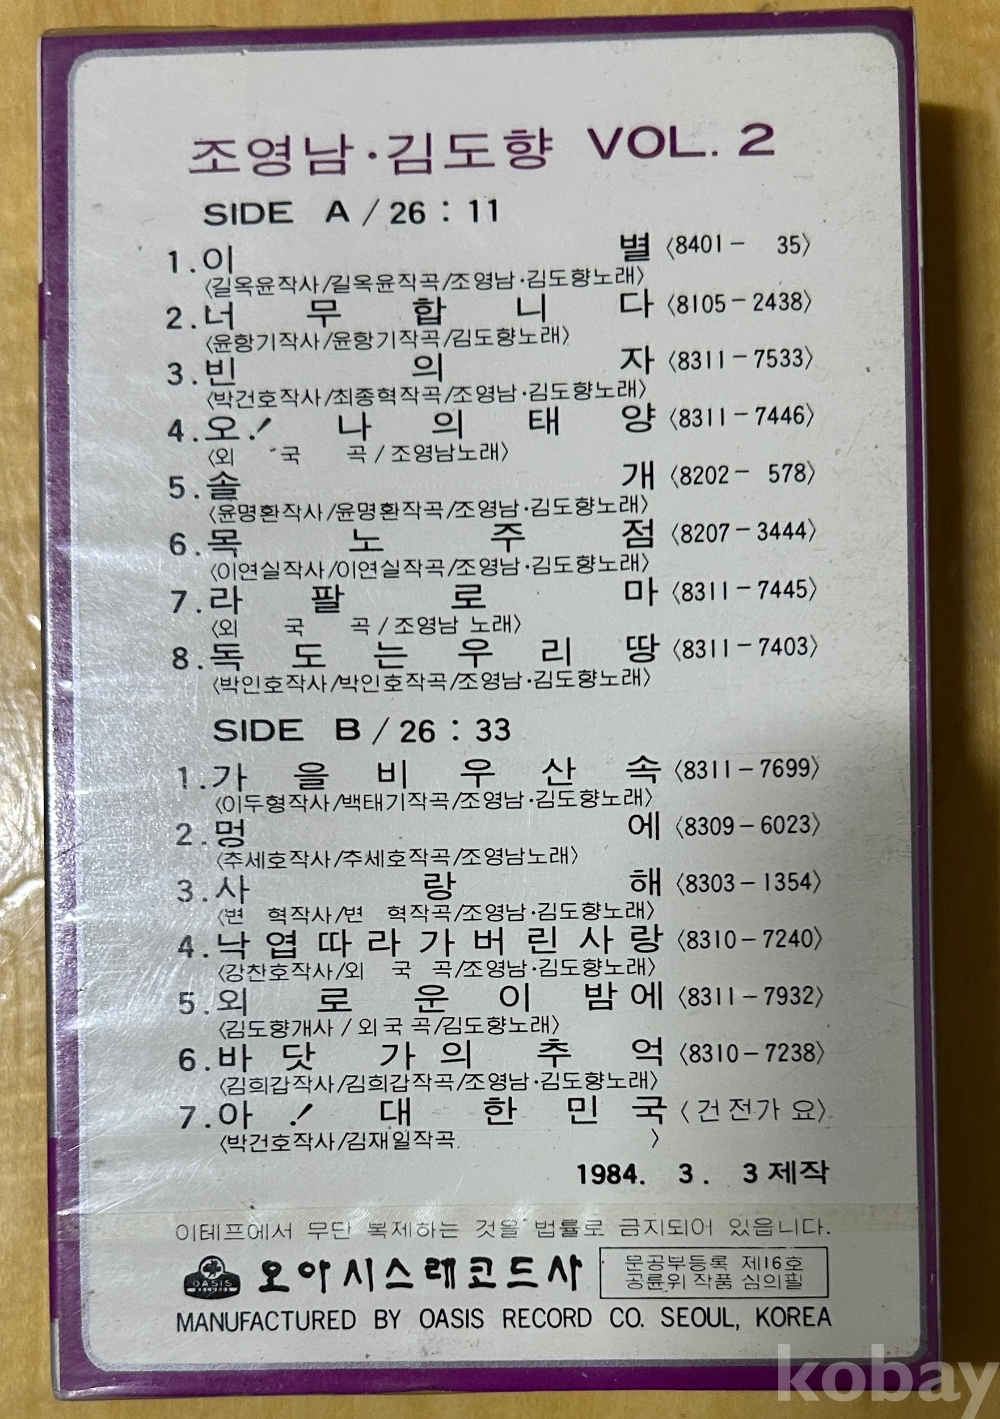 조영남·김도향 VOL. 2
SIDE A / 26 : 11
1. 이 별 〈8401- 35〉
〈길옥윤작사/길옥윤작곡/조영남·김도향노래〉
2. 너 무 합 니 다 〈8105-2438〉
〈윤항기작사/윤항기작곡/김도향노래〉
3. 빈 의 자 〈8311-7533〉
〈박건호작사/최종혁작곡/조영남·김도향노래〉
4. 오! 나 의 태 양 〈8311-7446〉
〈외 국 곡 / 조영남노래〉
5. 솔 개 〈8202- 578〉
〈윤명환작사/윤명환작곡/조영남·김도향노래〉
6. 목 노 주 점 〈8207-3444〉
〈이연실작사/이연실작곡/조영남·김도향노래〉
7. 라 팔 로 마 〈8311-7445〉
〈외 국 곡 / 조영남 노래〉
8. 독 도 는 우 리 땅 〈8311-7403〉
〈박인호작사/박인호작곡/조영남·김도향노래〉
SIDE B / 26 : 33
1. 가 을 비 우 산 속 〈8311-7699〉
〈이두형작사/백태기작곡/조영남·김도향노래〉
2. 멍 에 〈8309-6023〉
〈추세호작사/추세호작곡/조영남노래〉
3. 사 랑 해 〈8303-1354〉
〈변 혁작사/변 혁작곡/조영남·김도향노래〉
4. 낙 엽 따 라 가 버 린 사 랑 〈8310-7240〉
〈강찬호작사/외 국 곡/조영남·김도향노래〉
5. 외 로 운 이 밤 에 〈8311-7932〉
〈김도향개사 / 외국곡/김도향노래〉
6. 바 닷 가 의 추 억 〈8310-7238〉
〈김희갑작사/김희갑작곡/조영남·김도향노래〉
7. 아! 대 한 민 국 〈건전가요〉
〈박건호작사/김재일작곡 〉
1984. 3. 3 제작
이테프에서 무단 복제하는 것을 법률로 금지되어 있읍니다.
OASIS
오아시스레코드사
문공부등록 제16호
공륜위 작품 심의필
MANUFACTURED BY OASIS RECORD CO. SEOUL, KOREA
kobay